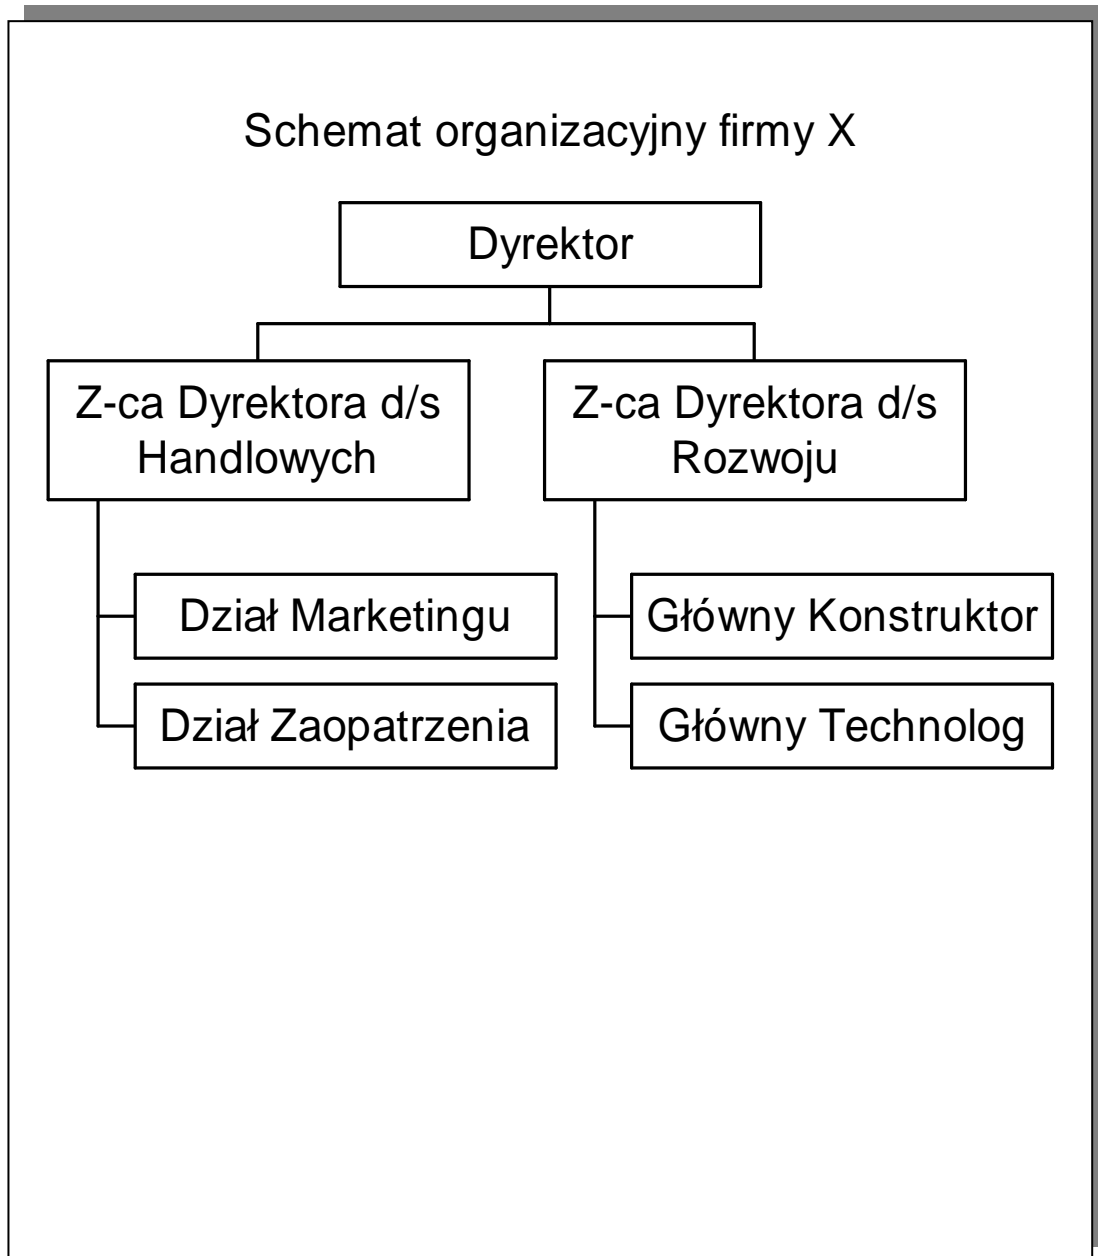 Schemat organizacyjny firmy X
Dyrektor
Z-ca Dyrektora d/s
Handlowych
Z-ca Dyrektora d/s
Rozwoju
Dział Marketingu
Dział Zaopatrzenia
Główny Konstruktor
Główny Technolog